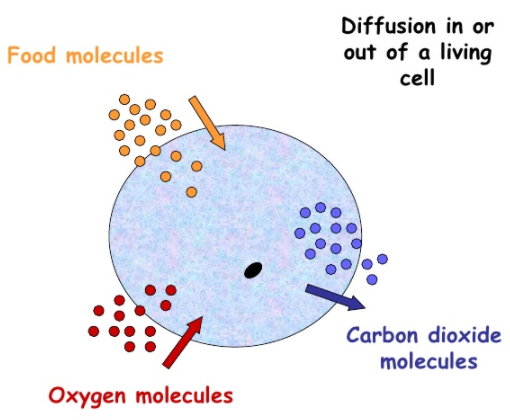 Diffusion in or
out of a living
cell
Food molecules
Carbon dioxide
molecules
Oxygen molecules